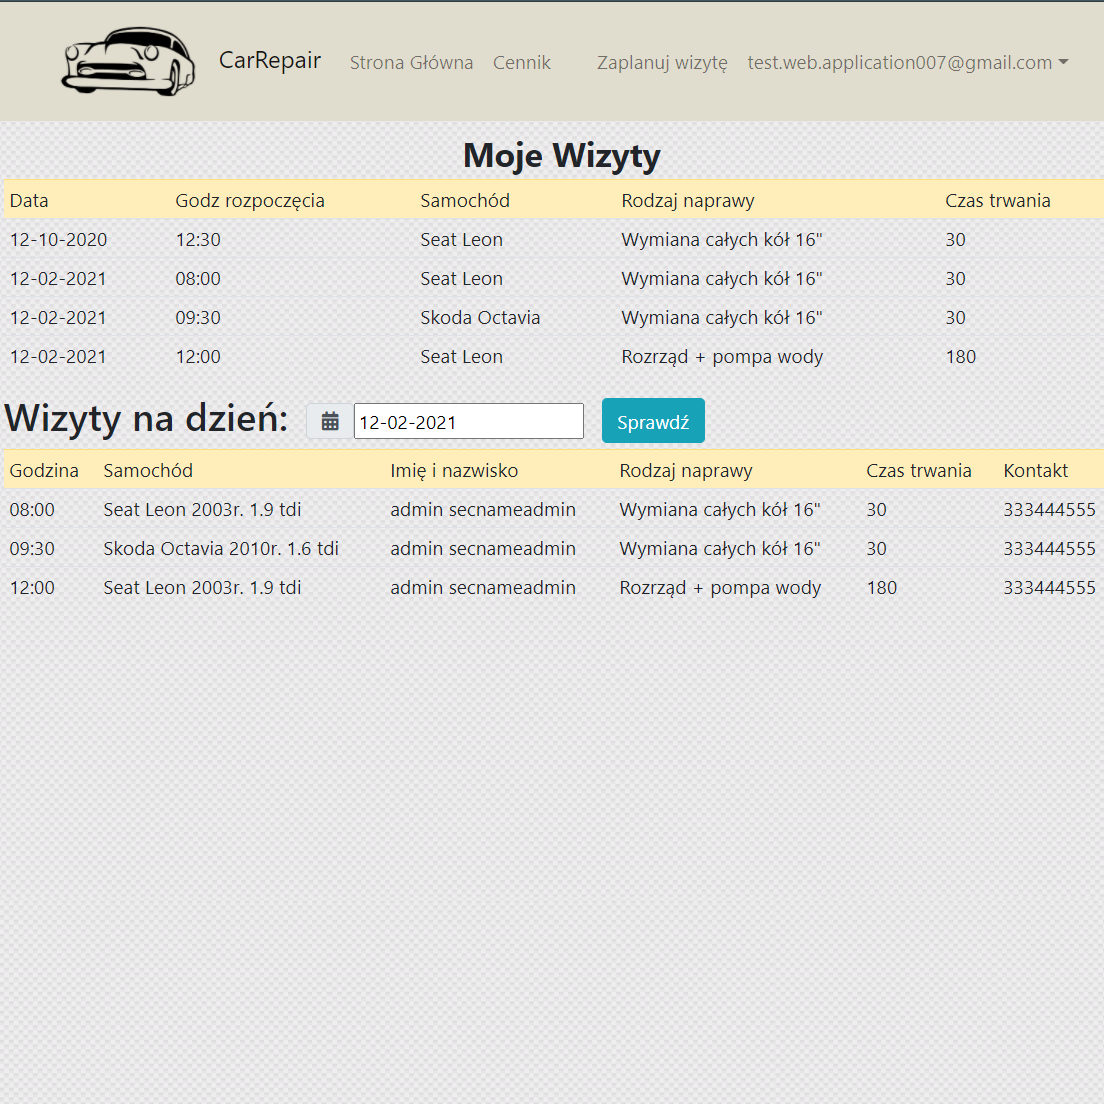 CarRepair Strona Główna Cennik Zaplanuj wizytę test.web.application007@gmail.com
Moje Wizyty
Data Godz rozpoczęcia Samochód Rodzaj naprawy Czas trwania
12-10-2020 12:30 Seat Leon Wymiana całych kół 16" 30
12-02-2021 08:00 Seat Leon Wymiana całych kół 16" 30
12-02-2021 09:30 Skoda Octavia Wymiana całych kół 16" 30
12-02-2021 12:00 Seat Leon Rozrząd + pompa wody 180
Wizyty na dzień: 12-02-2021 Sprawdź
Godzina Samochód Imię i nazwisko Rodzaj naprawy Czas trwania Kontakt
08:00 Seat Leon 2003r. 1.9 tdi admin secnameadmin Wymiana całych kół 16" 30 333444555
09:30 Skoda Octavia 2010r. 1.6 tdi admin secnameadmin Wymiana całych kół 16" 30 333444555
12:00 Seat Leon 2003r. 1.9 tdi admin secnameadmin Rozrząd + pompa wody 180 333444555